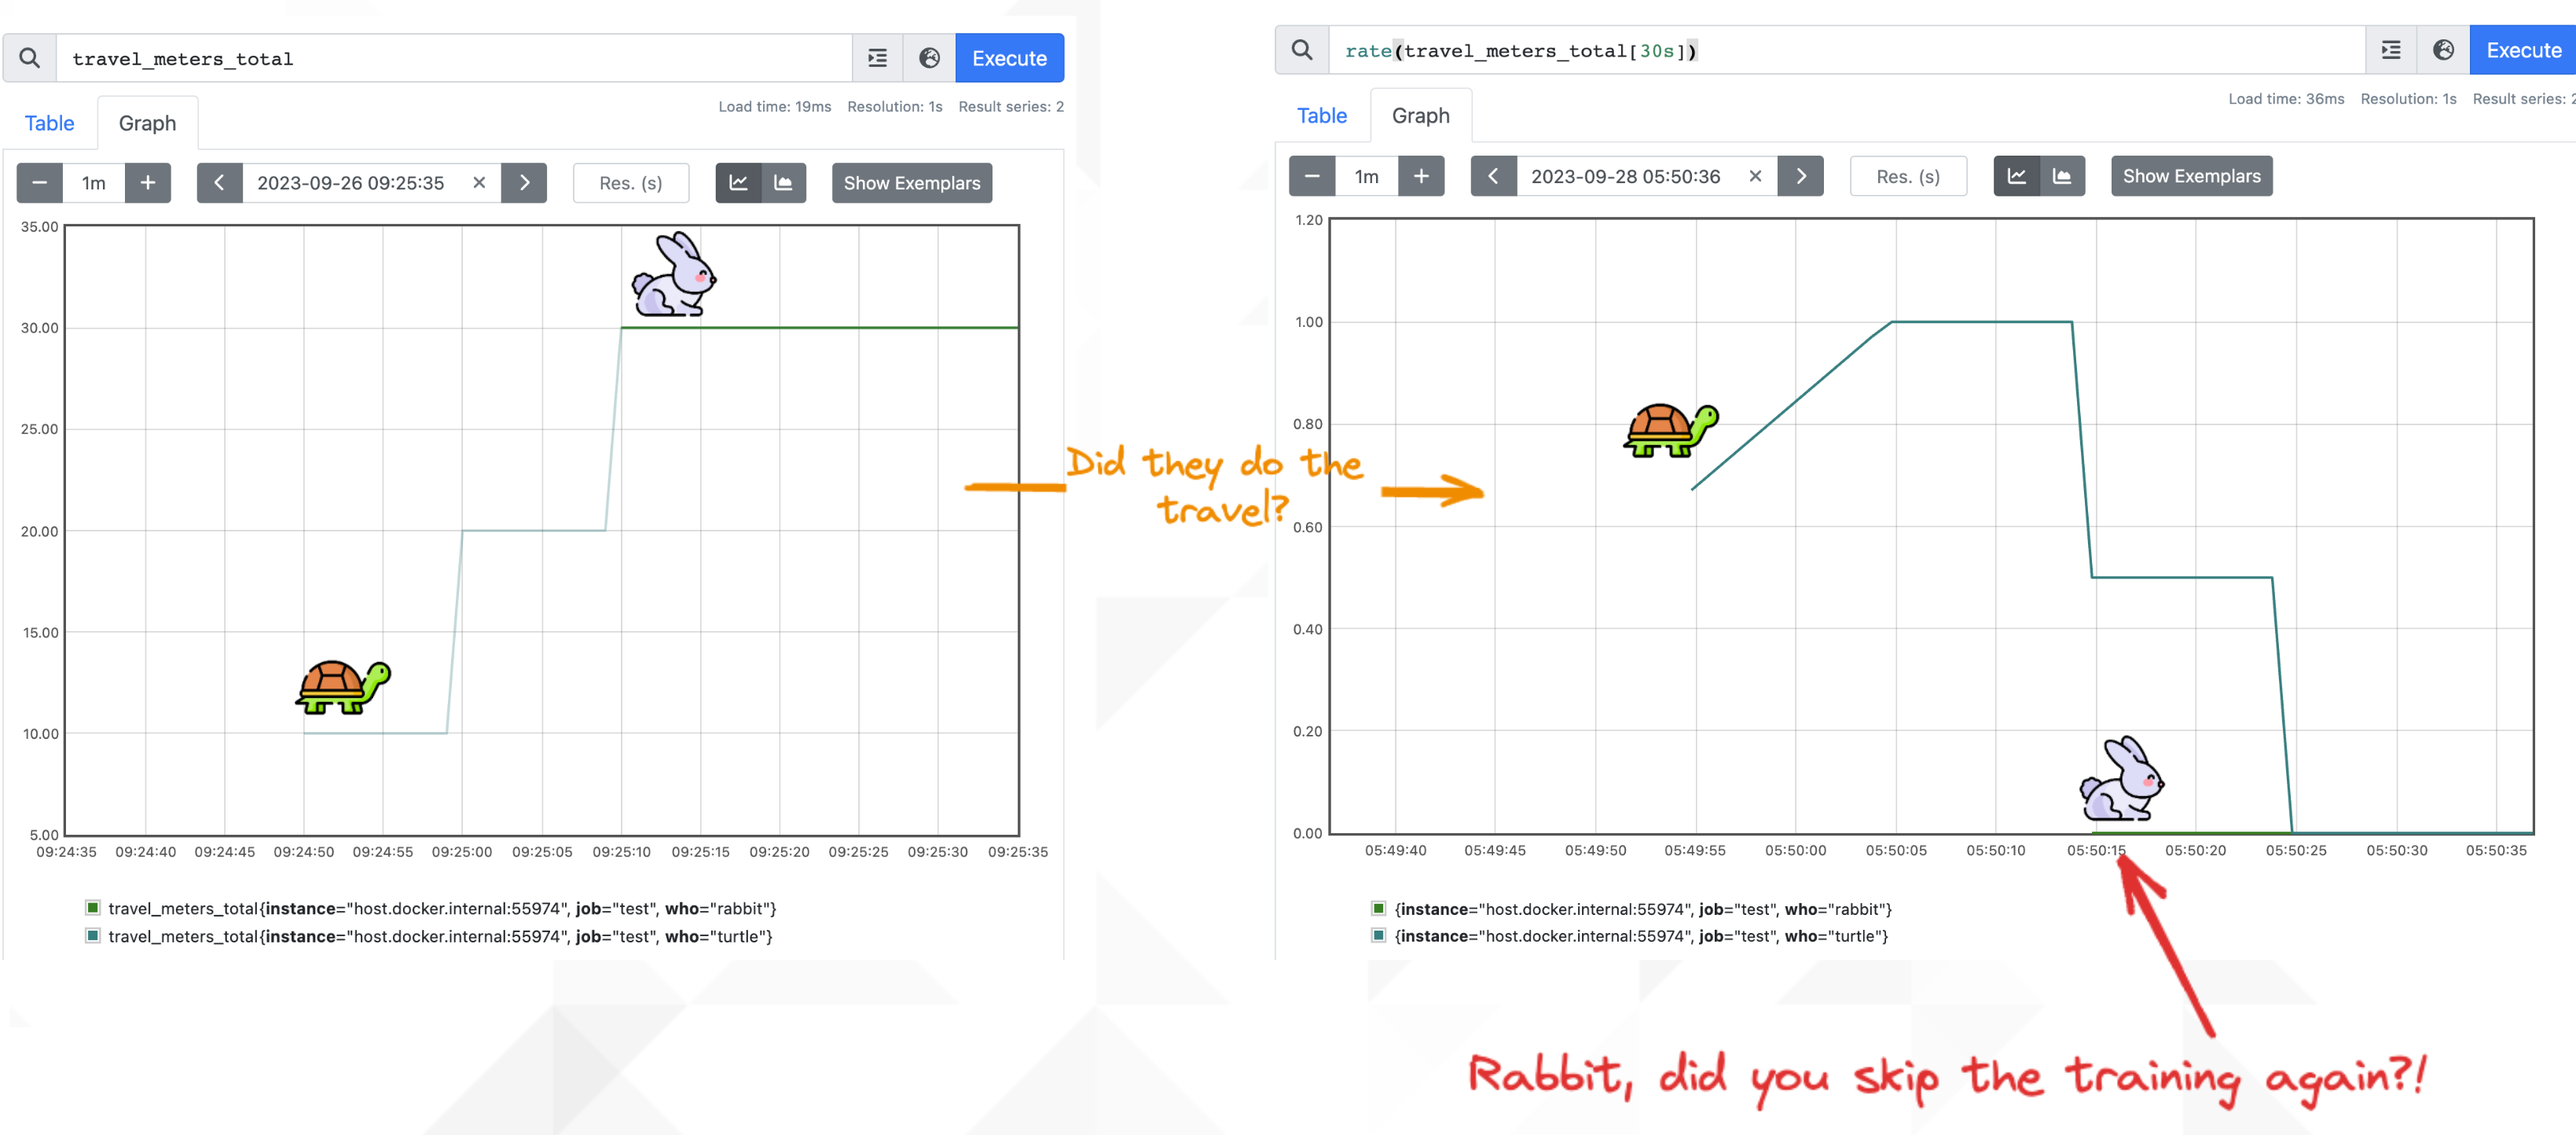 travel_meters_total
Execute
Load time: 19ms Resolution: 1s Result series: 2
Table
Graph
− 1m + 2023-09-26 09:25:35 × Res. (s) Show Exemplars
35.00
30.00
25.00
20.00
15.00
10.00
5.00
09:24:35 09:24:40 09:24:45 09:24:50 09:24:55 09:25:00 09:25:05 09:25:10 09:25:15 09:25:20 09:25:25 09:25:30 09:25:35
travel_meters_total{instance="host.docker.internal:55974", job="test", who="rabbit"}
travel_meters_total{instance="host.docker.internal:55974", job="test", who="turtle"}
Did they do the
travel?
rate(travel_meters_total[30s])
Execute
Load time: 36ms Resolution: 1s Result series: 2
Table
Graph
− 1m + 2023-09-28 05:50:36 × Res. (s) Show Exemplars
1.20
1.00
0.80
0.60
0.40
0.20
0.00
05:49:40 05:49:45 05:49:50 05:49:55 05:50:00 05:50:05 05:50:10 05:50:15 05:50:20 05:50:25 05:50:30 05:50:35
{instance="host.docker.internal:55974", job="test", who="rabbit"}
{instance="host.docker.internal:55974", job="test", who="turtle"}
Rabbit, did you skip the training again?!